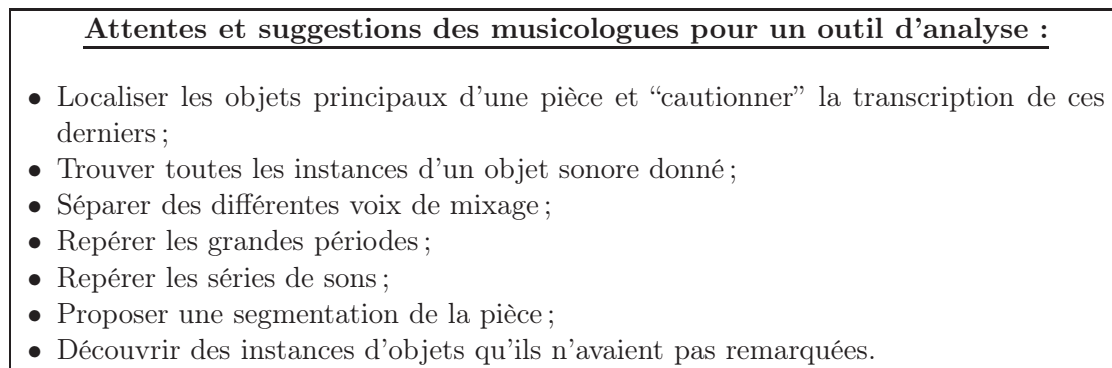 Attentes et suggestions des musicologues pour un outil d'analyse :
• Localiser les objets principaux d'une pièce et “cautionner” la transcription de ces
derniers ;
• Trouver toutes les instances d'un objet sonore donné ;
• Séparer des différentes voix de mixage ;
• Repérer les grandes périodes ;
• Repérer les séries de sons ;
• Proposer une segmentation de la pièce ;
• Découvrir des instances d'objets qu'ils n'avaient pas remarquées.